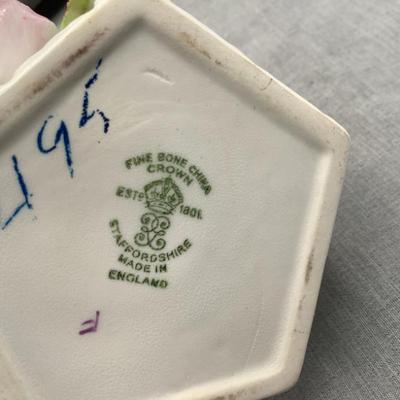 FINE BONE CHINA
CROWN
ESTD 1801.
STAFFORDSHIRE
MADE IN
ENGLAND
F